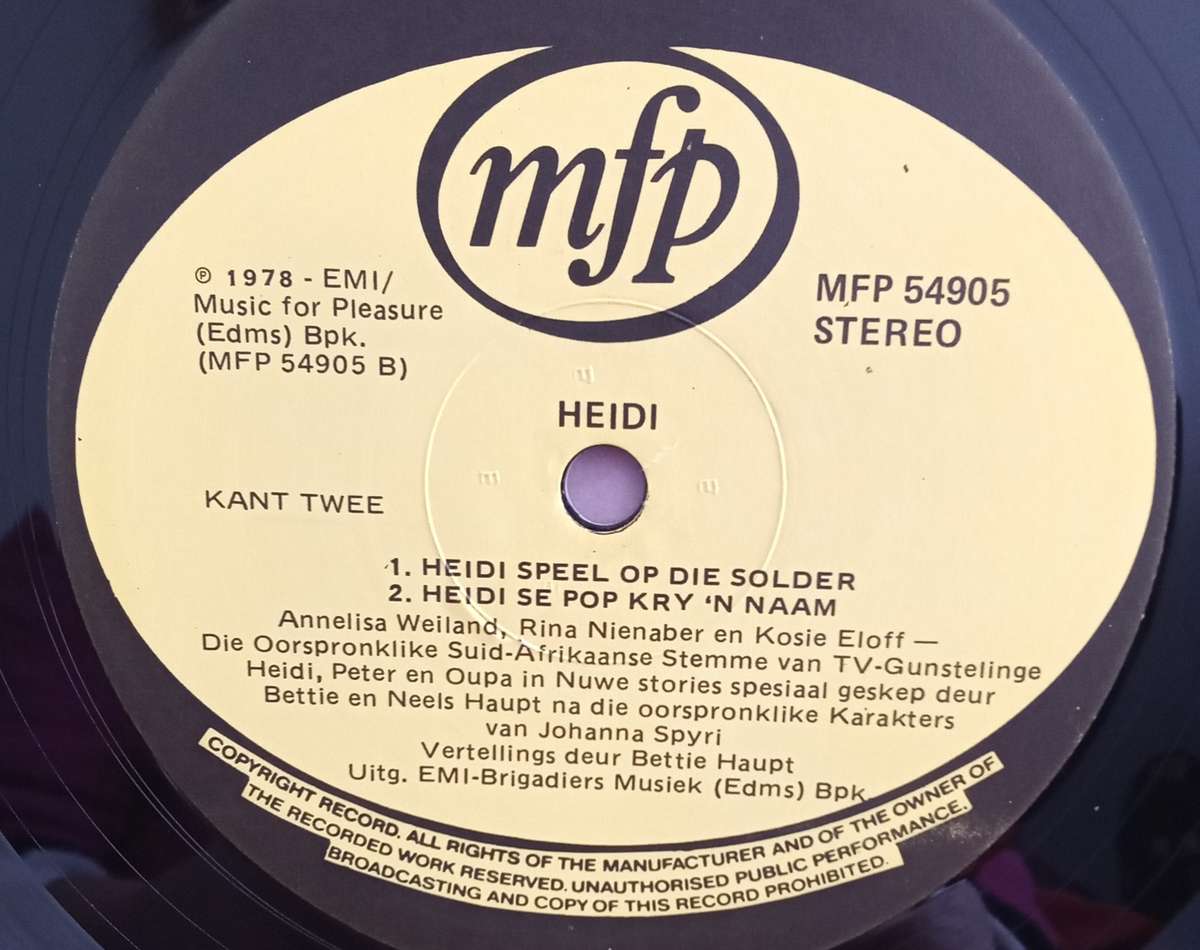 mfp
℗ 1978 - EMI/
Music for Pleasure
(Edms) Bpk.
(MFP 54905 B)
MFP 54905
STEREO
HEIDI
KANT TWEE
1. HEIDI SPEEL OP DIE SOLDER
2. HEIDI SE POP KRY ‘N NAAM
Annelisa Weiland, Rina Nienaber en Kosie Eloff —
Die Oorspronklike Suid-Afrikaanse Stemme van TV-Gunstelinge
Heidi, Peter en Oupa in Nuwe stories spesiaal geskep deur
Bettie en Neels Haupt na die oorspronklike Karakters
van Johanna Spyri
Vertellings deur Bettie Haupt
Uitg. EMI-Brigadiers Musiek (Edms) Bpk.
COPYRIGHT RECORD. ALL RIGHTS OF THE MANUFACTURER AND OF THE OWNER OF
THE RECORDED WORK RESERVED. UNAUTHORISED PUBLIC PERFORMANCE.
BROADCASTING AND COPY OF THIS RECORD PROHIBITED.